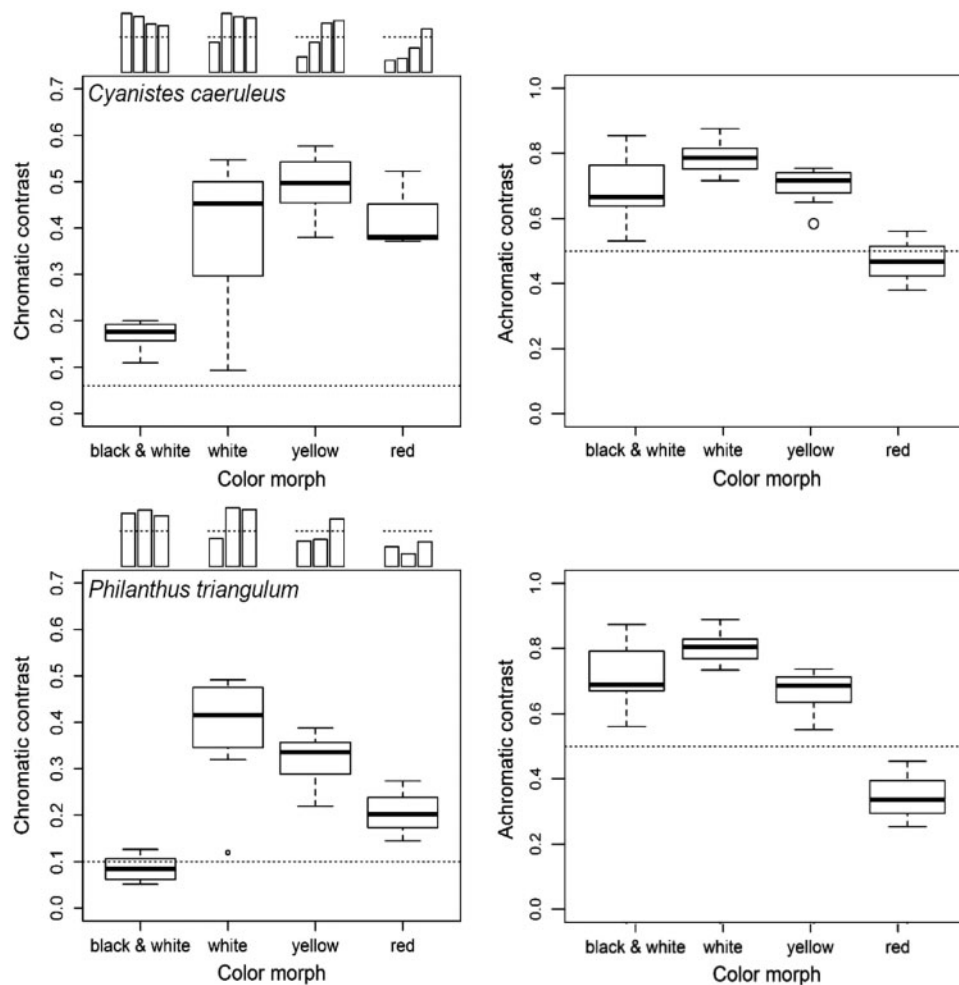 Cyanistes caeruleus
Chromatic contrast
0.7
0.6
0.5
0.4
0.3
0.2
0.1
0.0
black & white white yellow red
Color morph
Achromatic contrast
1.0
0.8
0.6
0.4
0.2
0.0
black & white white yellow red
Color morph
Philanthus triangulum
Chromatic contrast
0.7
0.6
0.5
0.4
0.3
0.2
0.1
0.0
black & white white yellow red
Color morph
Achromatic contrast
1.0
0.8
0.6
0.4
0.2
0.0
black & white white yellow red
Color morph